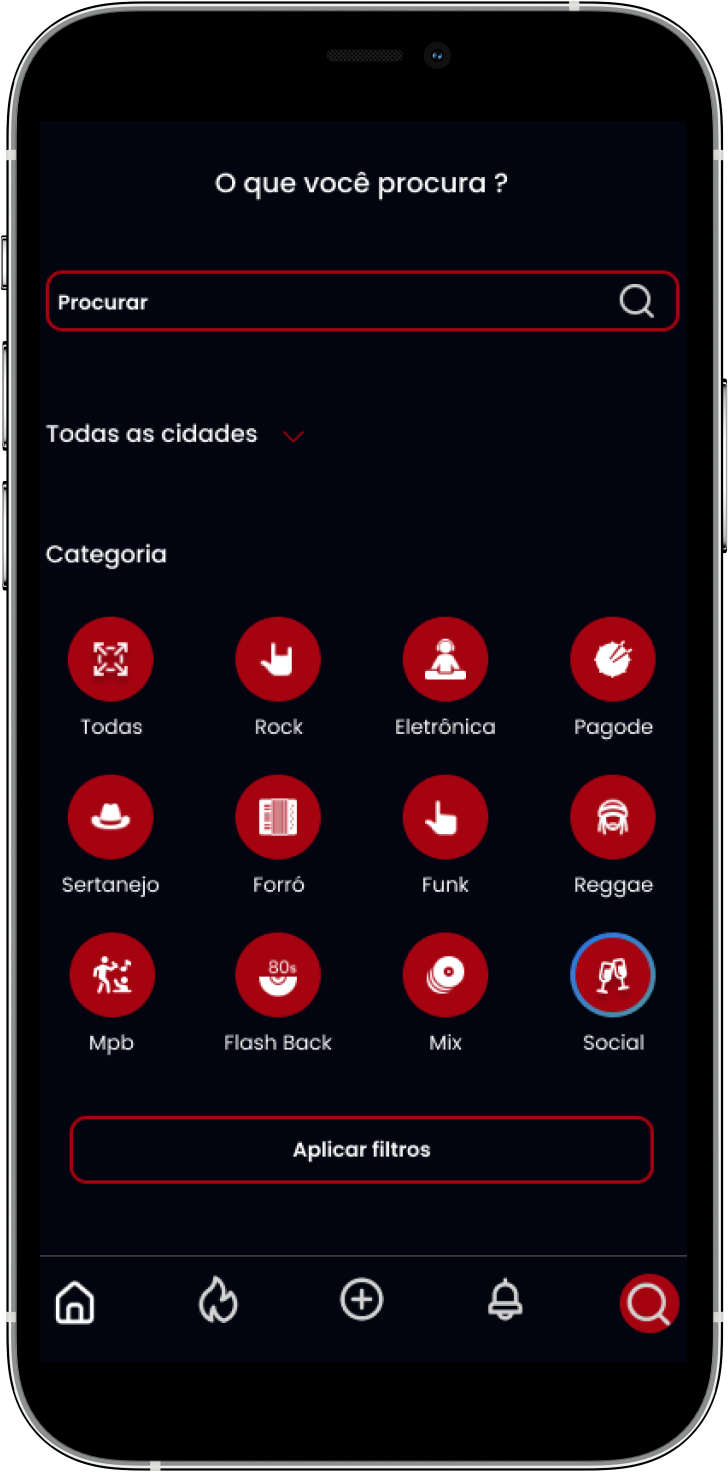 O que você procura ?
Procurar
Todas as cidades
Categoria
Todas Rock Eletrônica Pagode
Sertanejo Forró Funk Reggae
80s
Mpb Flash Back Mix Social
Aplicar filtros